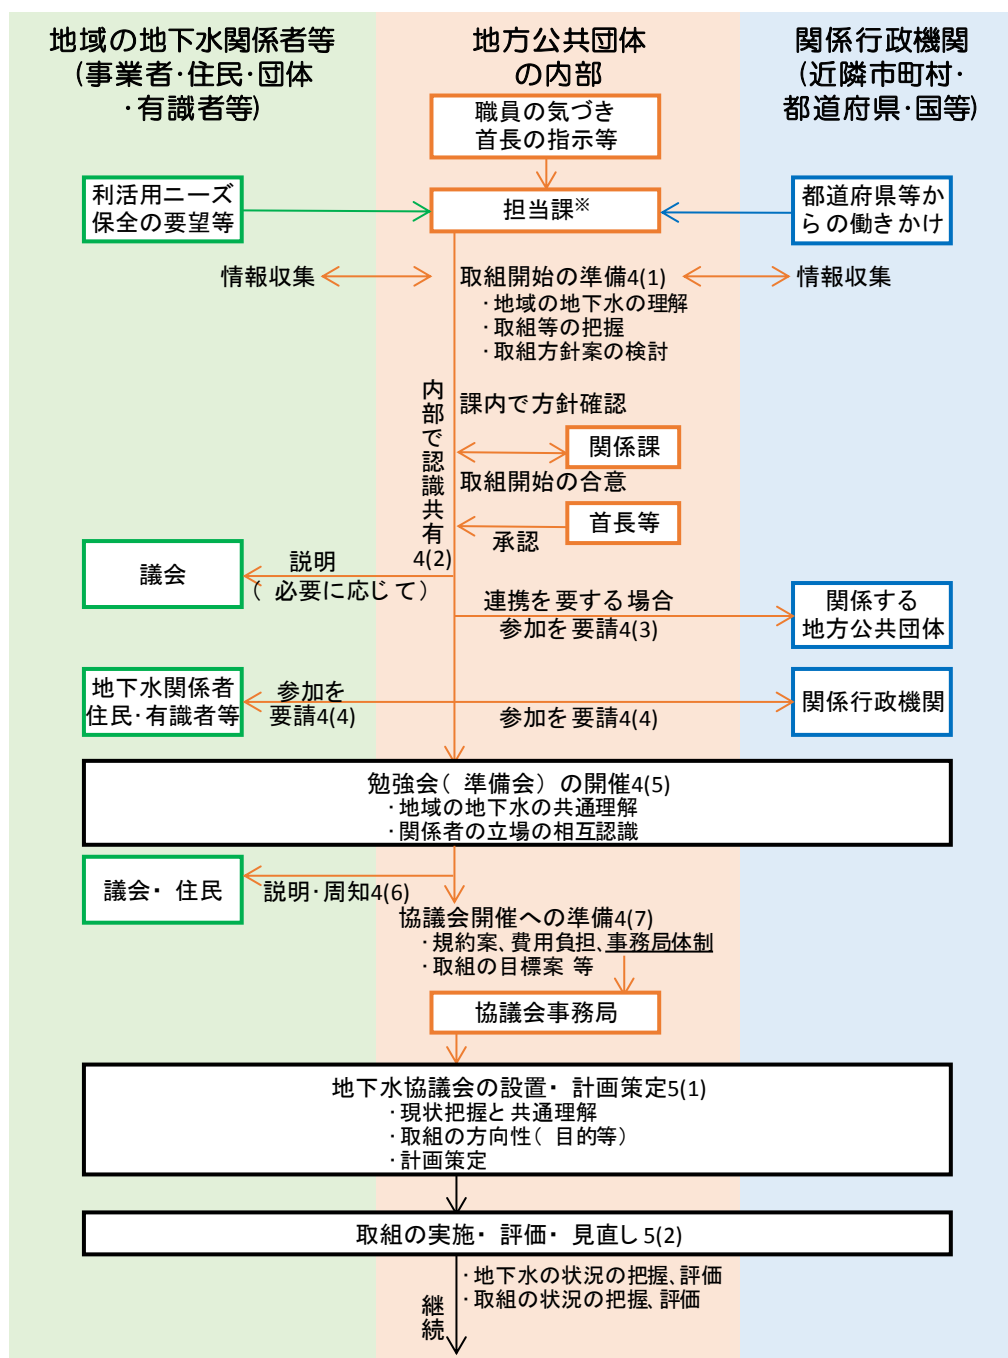 地域の地下水関係者等
(事業者・住民・団体
・有識者等)
地方公共団体
の内部
関係行政機関
(近隣市町村・
都道府県・国等)
職員の気づき
首長の指示等
利活用ニーズ
保全の要望等
担当課※
都道府県等か
らの働きかけ
情報収集
取組開始の準備4(1)
・地域の地下水の理解
・取組等の把握
・取組方針案の検討
情報収集
内部で認識共有
4(2)
課内で方針確認
関係課
取組開始の合意
首長等
承認
議会
説明
(必要に応じて)
連携を要する場合
参加を要請4(3)
関係する
地方公共団体
地下水関係者
住民・有識者等
参加を
要請4(4)
参加を要請4(4)
関係行政機関
勉強会(準備会)の開催4(5)
・地域の地下水の共通理解
・関係者の立場の相互認識
議会・住民
説明・周知4(6)
協議会開催への準備4(7)
・規約案、費用負担、事務局体制
・取組の目標案 等
協議会事務局
地下水協議会の設置・計画策定5(1)
・現状把握と共通理解
・取組の方向性(目的等)
・計画策定
取組の実施・評価・見直し5(2)
・地下水の状況の把握、評価
・取組の状況の把握、評価
継続